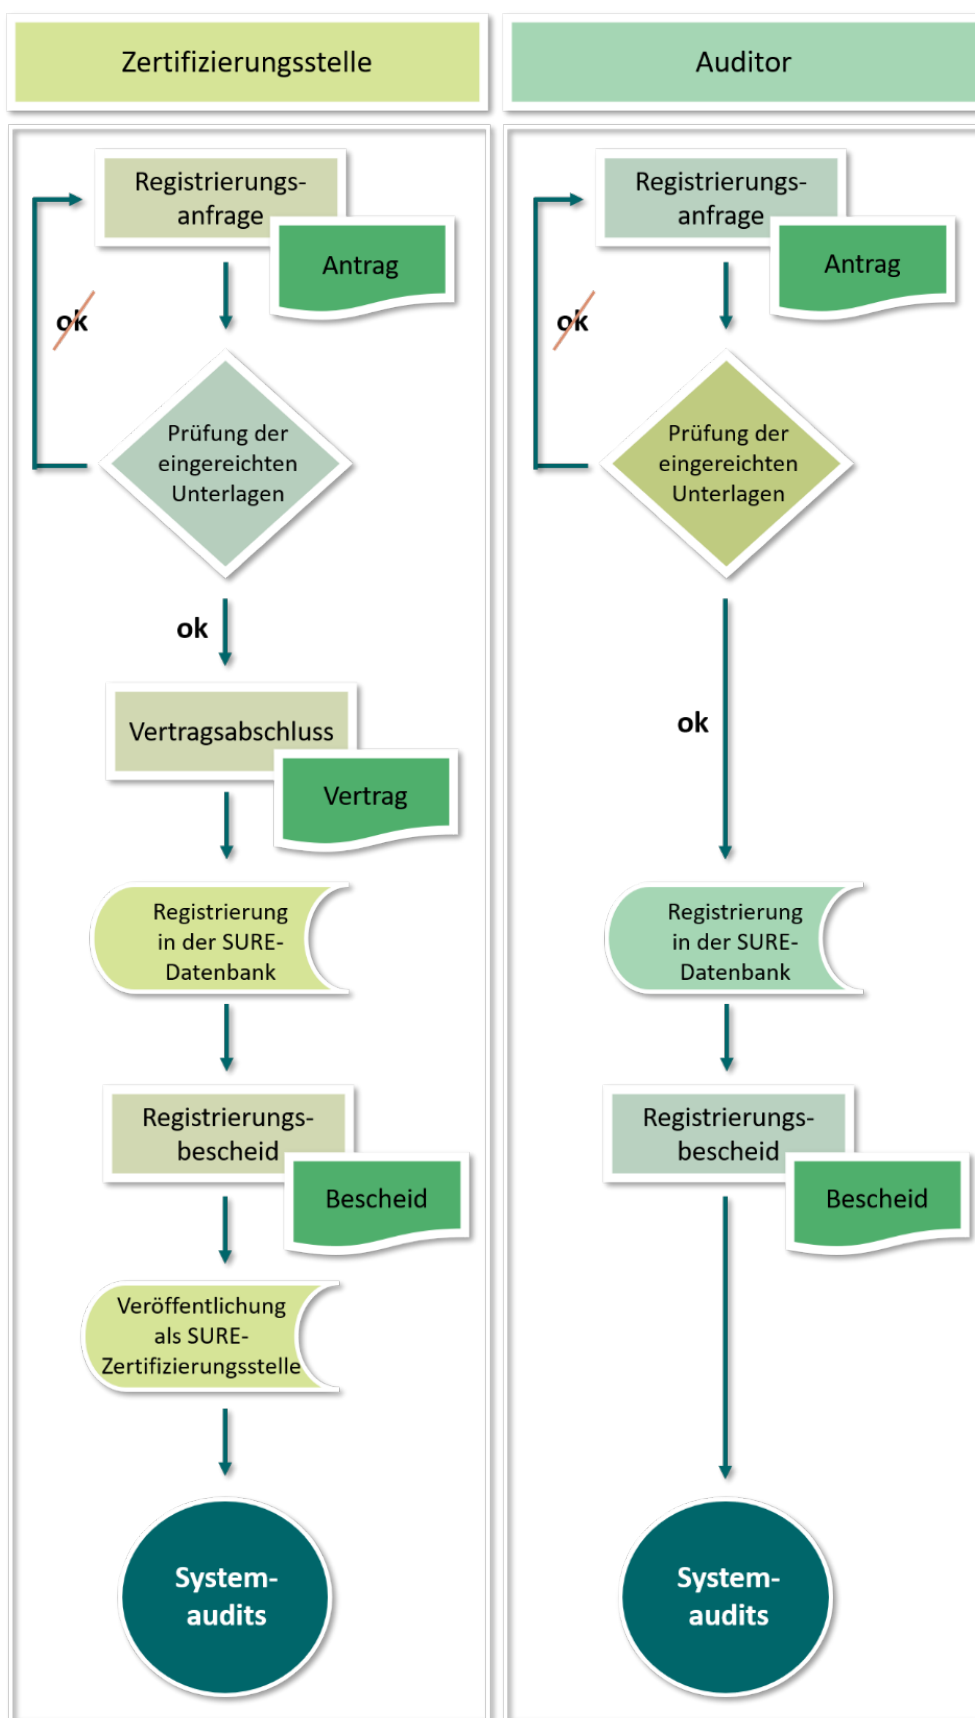 Zertifizierungsstelle
Registrierungs-
anfrage
Antrag
ok
Prüfung der
eingereichten
Unterlagen
ok
Vertragsabschluss
Vertrag
Registrierung
in der SURE-
Datenbank
Registrierungs-
bescheid
Bescheid
Veröffentlichung
als SURE-
Zertifizierungsstelle
System-
audits
Auditor
Registrierungs-
anfrage
Antrag
ok
Prüfung der
eingereichten
Unterlagen
ok
Registrierung
in der SURE-
Datenbank
Registrierungs-
bescheid
Bescheid
System-
audits